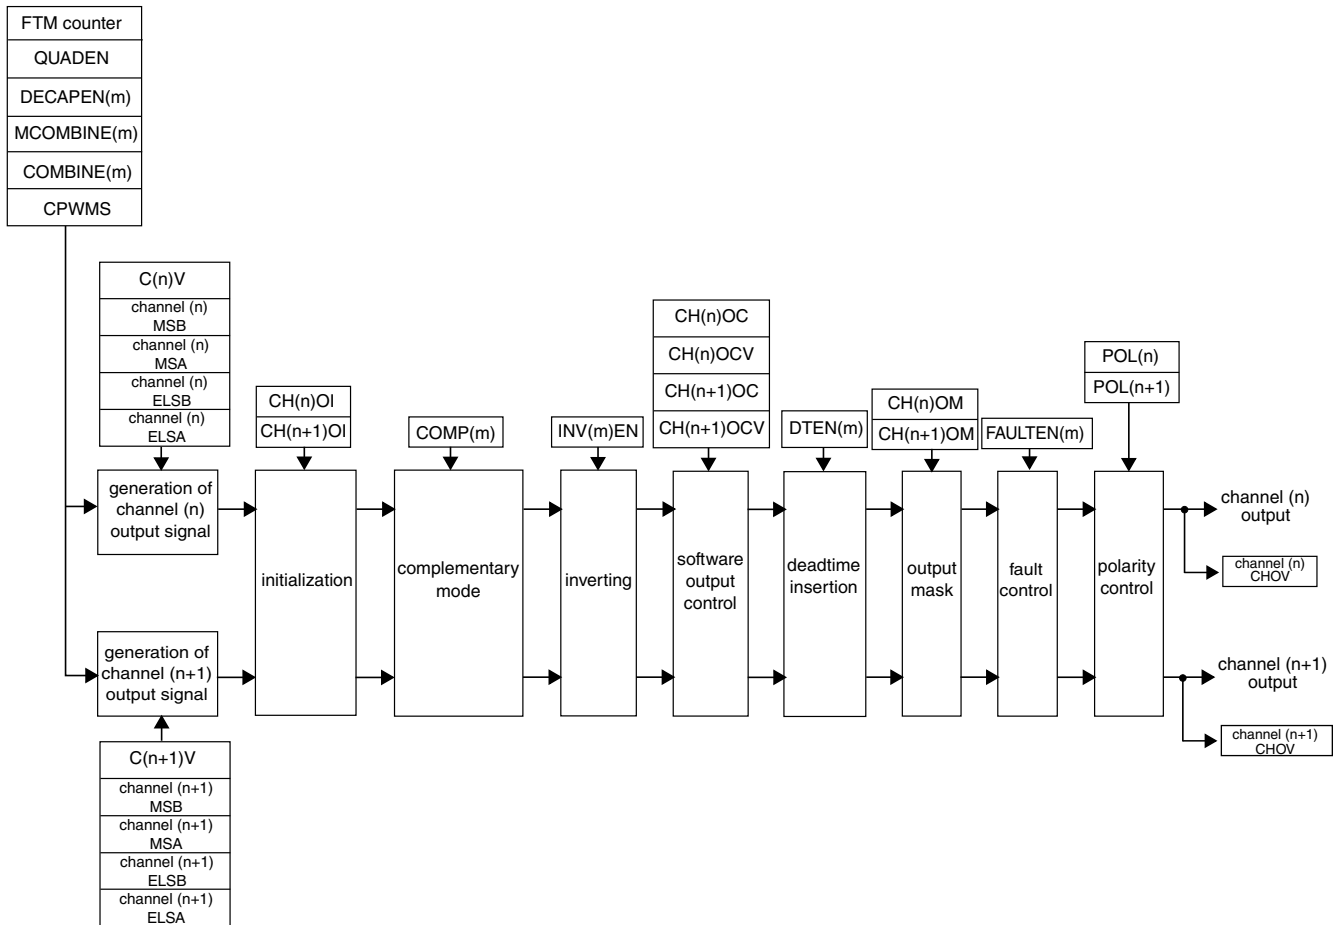 FTM counter
QUADEN
DECAPEN(m)
MCOMBINE(m)
COMBINE(m)
CPWMS
C(n)V
channel (n)
MSB
channel (n)
MSA
channel (n)
ELSB
channel (n)
ELSA
CH(n)OI
CH(n+1)OI
COMP(m)
INV(m)EN
CH(n)OC
CH(n)OCV
CH(n+1)OC
CH(n+1)OCV
DTEN(m)
CH(n)OM
CH(n+1)OM
FAULTEN(m)
POL(n)
POL(n+1)
generation of
channel (n)
output signal
initialization
complementary
mode
inverting
software
output
control
deadtime
insertion
output
mask
fault
control
polarity
control
channel (n)
output
channel (n)
CHOV
generation of
channel (n+1)
output signal
channel (n+1)
output
channel (n+1)
CHOV
C(n+1)V
channel (n+1)
MSB
channel (n+1)
MSA
channel (n+1)
ELSB
channel (n+1)
ELSA